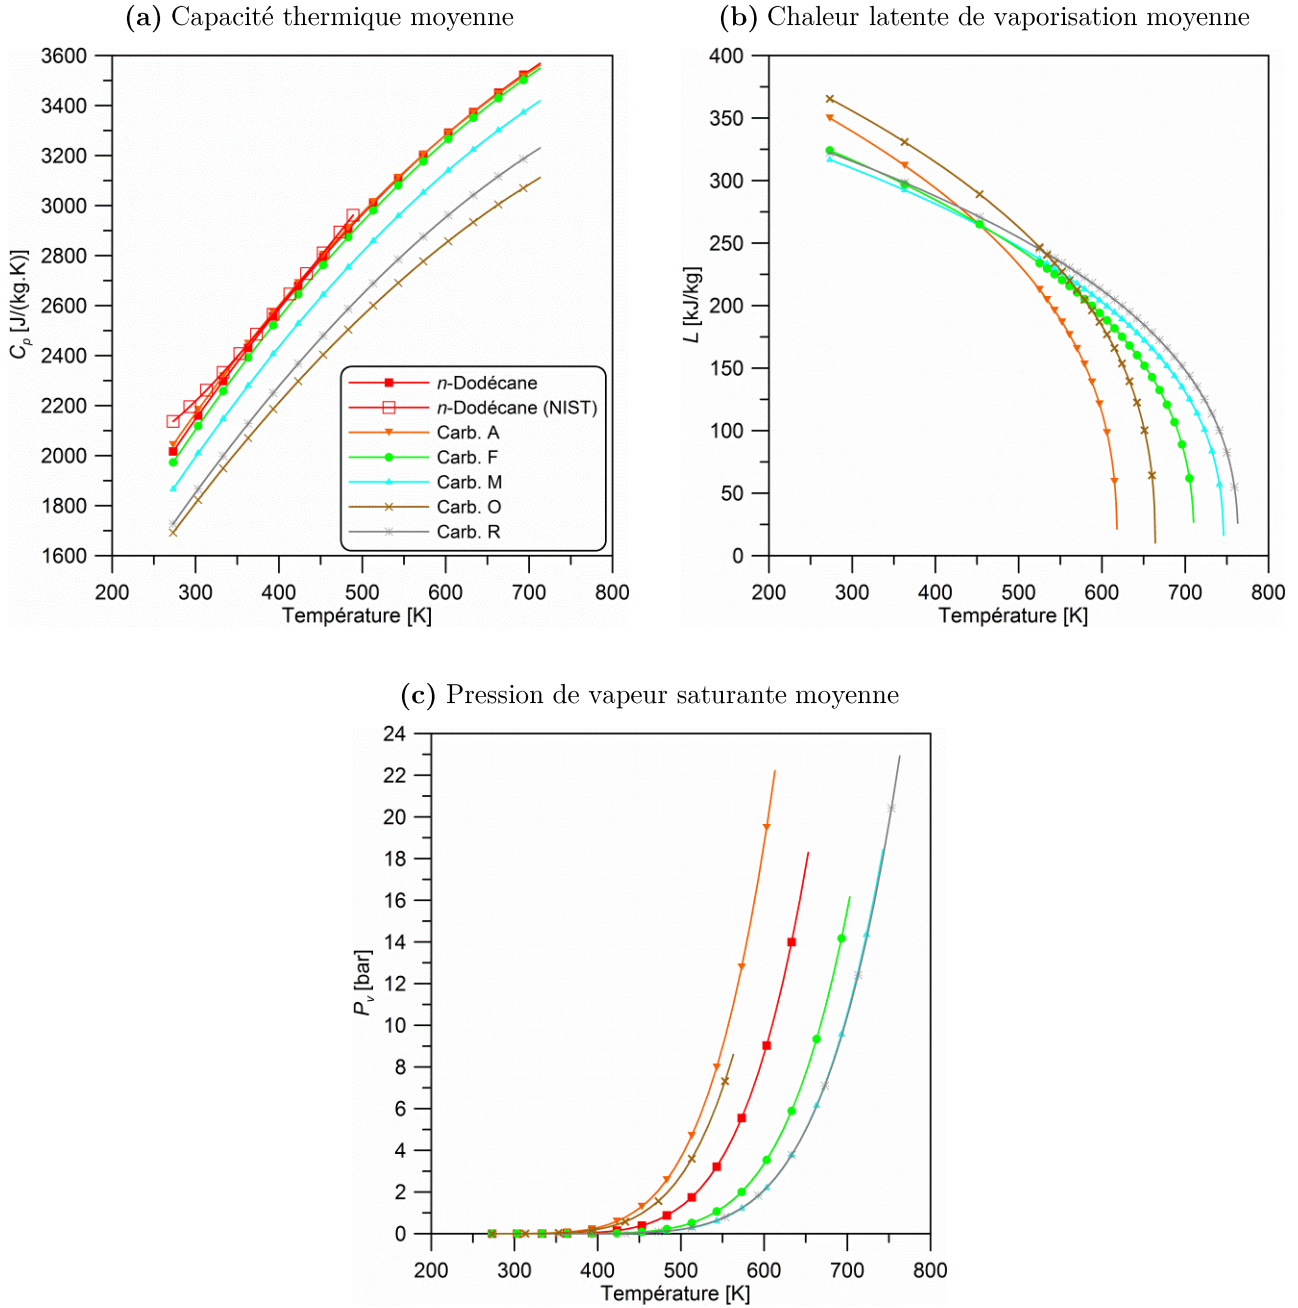 (a) Capacité thermique moyenne
3600
3400
3200
3000
2800
2600
2400
2200
2000
1800
1600
Cp [J/(kg.K)]
200 300 400 500 600 700 800
Température [K]
n-Dodécane
n-Dodécane (NIST)
Carb. A
Carb. F
Carb. M
Carb. O
Carb. R
(b) Chaleur latente de vaporisation moyenne
400
350
300
250
200
150
100
50
0
L [kJ/kg]
200 300 400 500 600 700 800
Température [K]
(c) Pression de vapeur saturante moyenne
24
22
20
18
16
14
12
10
8
6
4
2
0
Pv [bar]
200 300 400 500 600 700 800
Température [K]